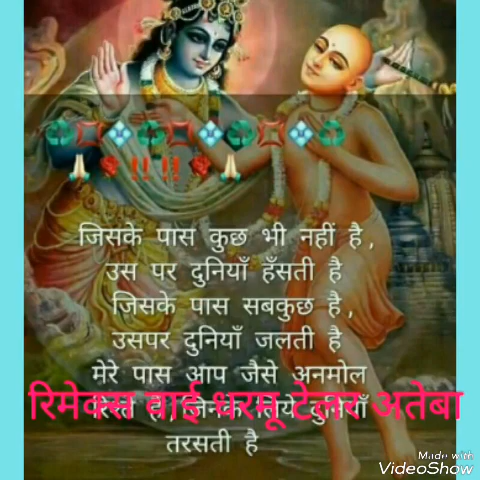 ♻️💢💠♻️💢💠♻️💢💠♻️
🙏🏻🌹‼️‼️🌹🙏🏻
जिसके पास कुछ भी नहीं है,
उस पर दुनियाँ हँसती है
जिसके पास सबकुछ है,
उसपर दुनियाँ जलती है
मेरे पास आप जैसे अनमोल
रिमेक्स वाई धरमू टेलर अतेबा
दुनियाँ
तरसती है
Made with
VideoShow